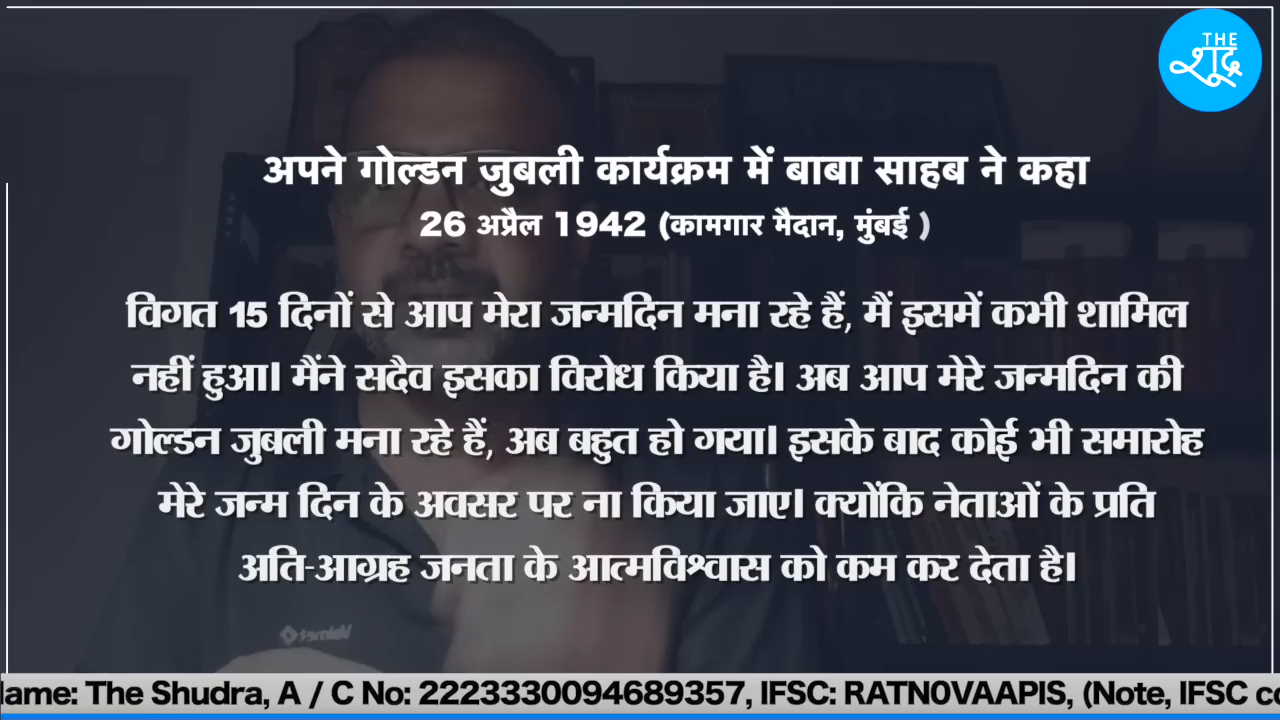 THE
शूद्र
अपने गोल्डन जुबली कार्यक्रम में बाबा साहब ने कहा
26 अप्रैल 1942 (कामगार मैदान, मुंबई )
विगत 15 दिनों से आप मेरा जन्मदिन मना रहे हैं, मैं इसमें कभी शामिल
नहीं हुआ। मैंने सदैव इसका विरोध किया है। अब आप मेरे जन्मदिन की
गोल्डन जुबली मना रहे हैं, अब बहुत हो गया। इसके बाद कोई भी समारोह
मेरे जन्म दिन के अवसर पर ना किया जाए। क्योंकि नेताओं के प्रति
अति-आग्रह जनता के आत्मविश्वास को कम कर देता है।
ame: The Shudra, A / C No: 2223330094689357, IFSC: RATN0VAAPIS, (Note, IFSC co